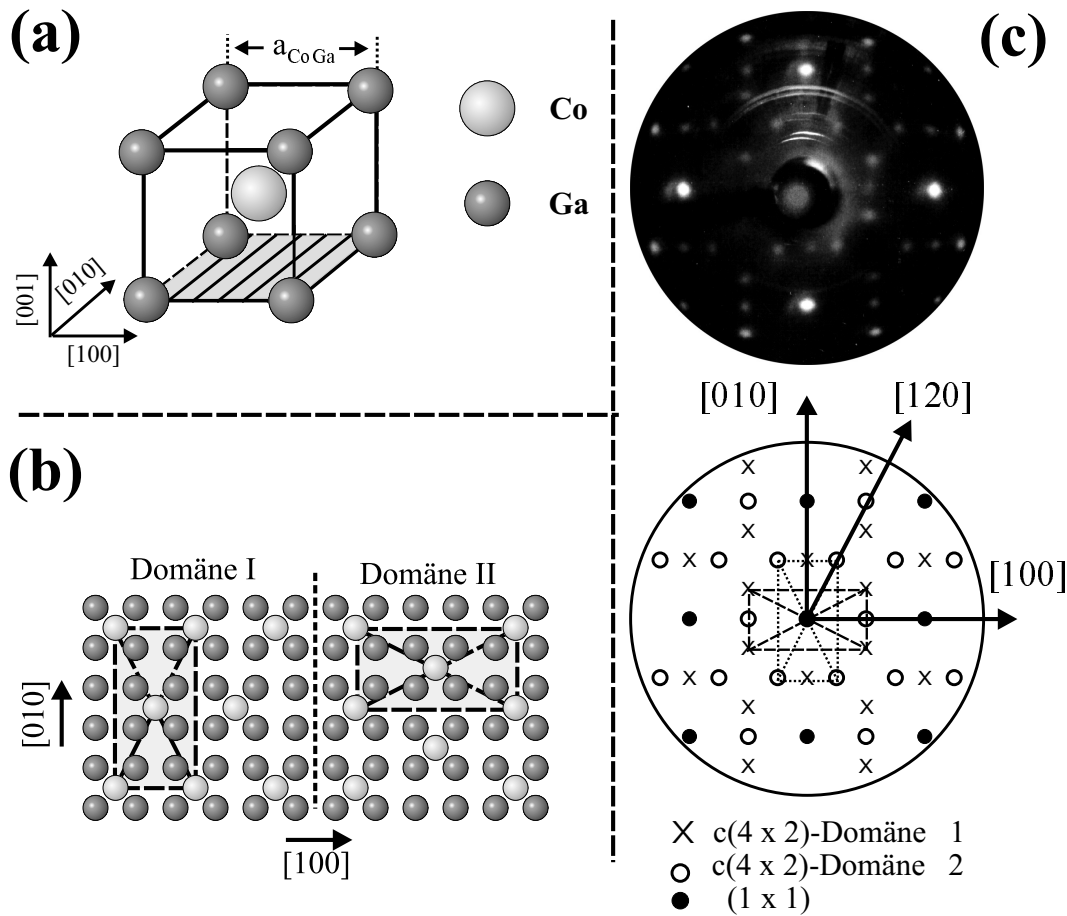 (a)
a CoGa
Co
Ga
[001]
[010]
[100]
(b)
Domäne I
Domäne II
[010]
[100]
(c)
[010]
[120]
[100]
X c(4 x 2)-Domäne 1
c(4 x 2)-Domäne 2
(1 x 1)